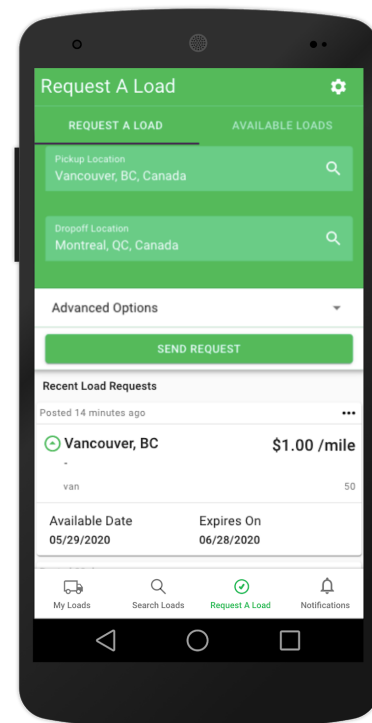 Request A Load
REQUEST A LOAD
AVAILABLE LOADS
Pickup Location
Vancouver, BC, Canada
Dropoff Location
Montreal, QC, Canada
Advanced Options
SEND REQUEST
Recent Load Requests
Posted 14 minutes ago
Vancouver, BC
$1.00 /mile
-
van
50
Available Date
Expires On
05/29/2020
06/28/2020
My Loads
Search Loads
Request A Load
Notifications